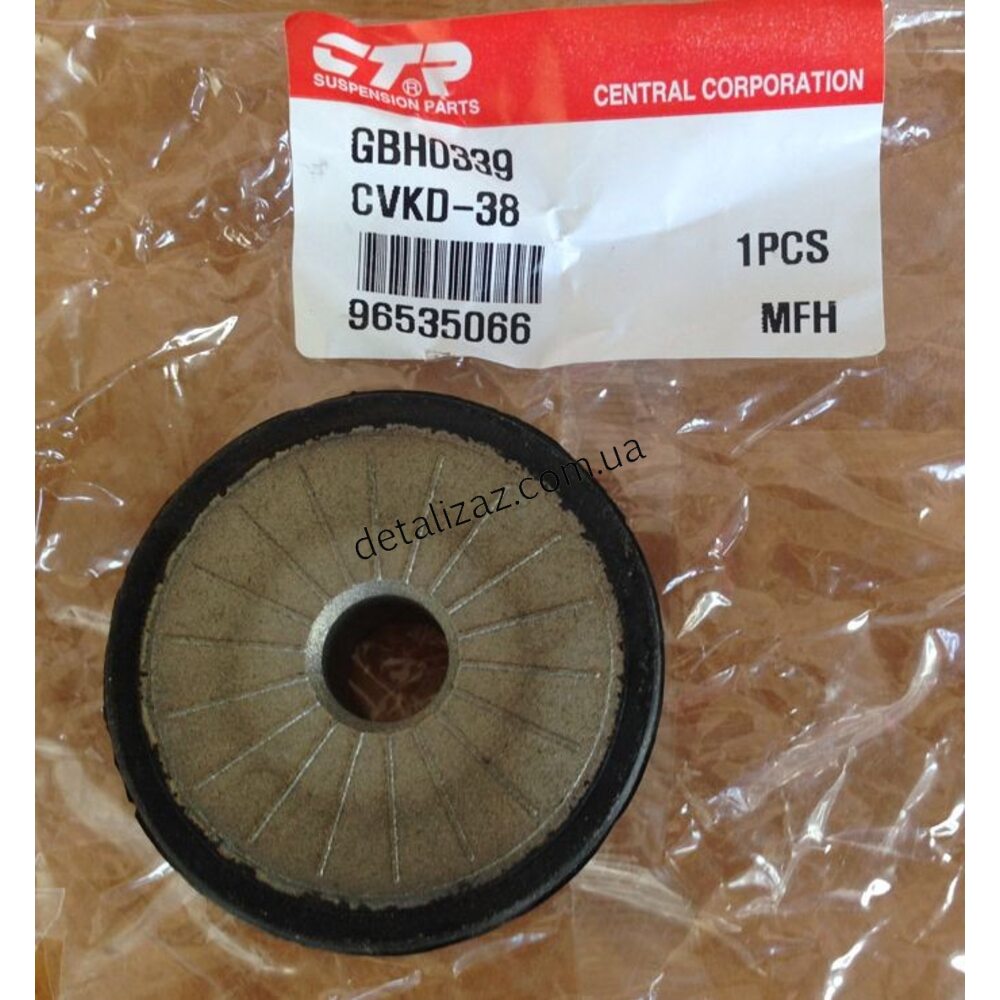 CTR®
SUSPENSION PARTS
CENTRAL CORPORATION
GBH0339
CVKD-38
1PCS
96535066
MFH
detalizaz.com.ua